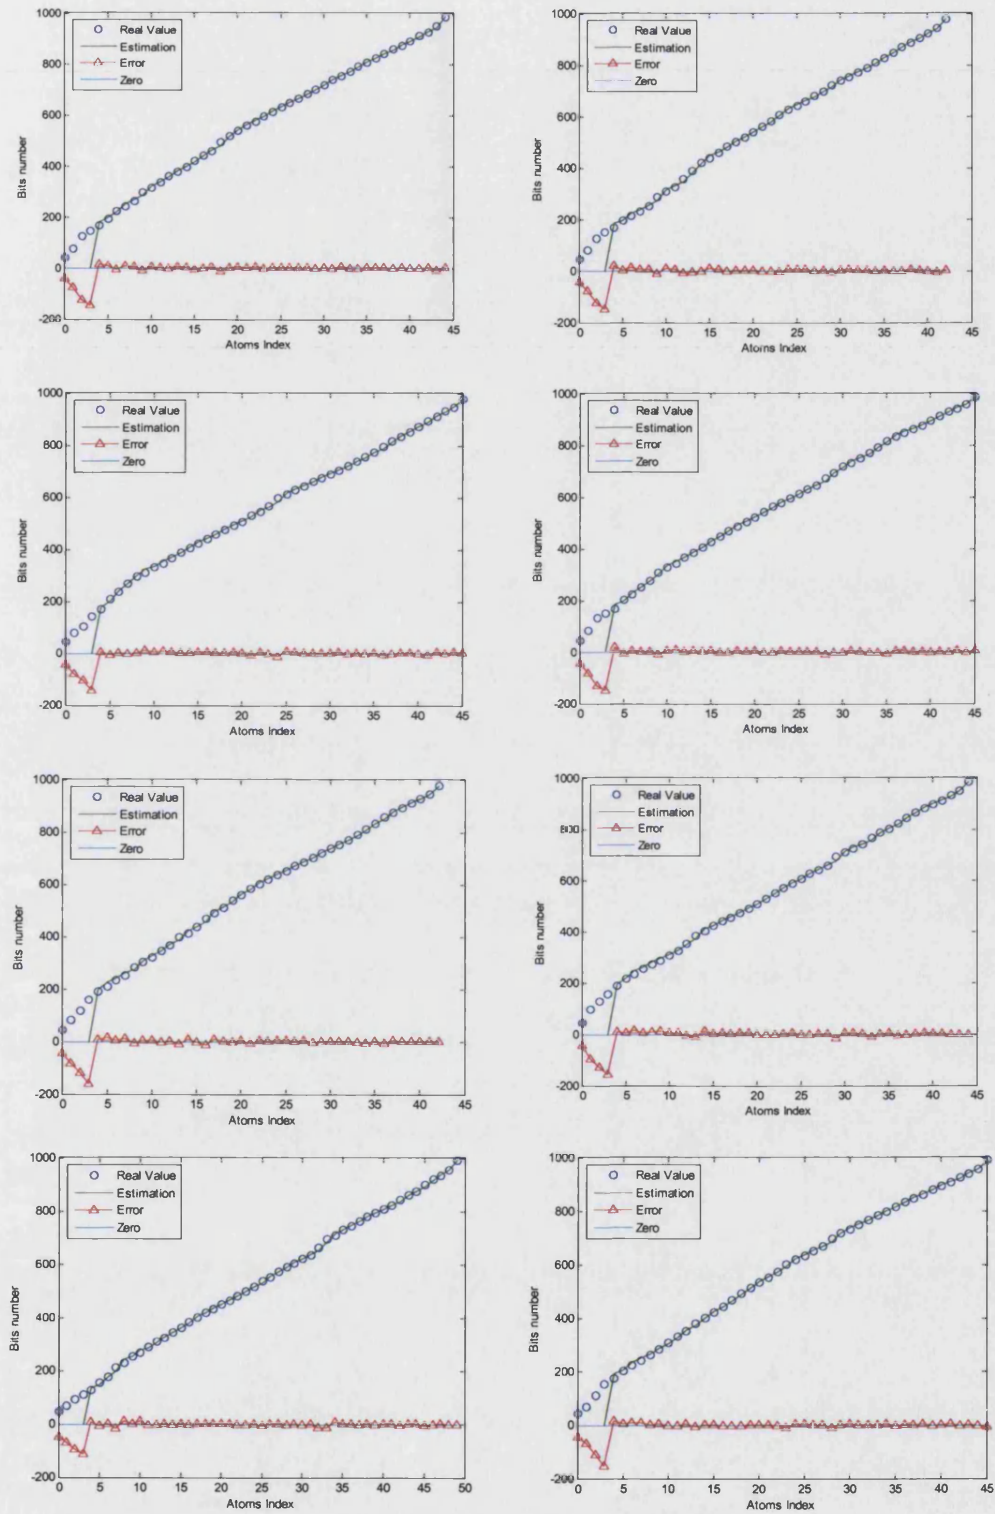 1000
800
600
400
200
0
-200
Bits number
Real Value
Estimation
Error
Zero
0 5 10 15 20 25 30 35 40 45
Atoms Index
1000
800
600
400
200
0
-200
Bits number
Real Value
Estimation
Error
Zero
0 5 10 15 20 25 30 35 40 45
Atoms Index
1000
800
600
400
200
0
-200
Bits number
Real Value
Estimation
Error
Zero
0 5 10 15 20 25 30 35 40 45
Atoms Index
1000
800
600
400
200
0
-200
Bits number
Real Value
Estimation
Error
Zero
0 5 10 15 20 25 30 35 40 45
Atoms Index
1000
800
600
400
200
0
-200
Bits number
Real Value
Estimation
Error
Zero
0 5 10 15 20 25 30 35 40 45
Atoms Index
1000
800
600
400
200
0
-200
Bits number
Real Value
Estimation
Error
Zero
0 5 10 15 20 25 30 35 40 45
Atoms Index
1000
800
600
400
200
0
-200
Bits number
Real Value
Estimation
Error
Zero
0 5 10 15 20 25 30 35 40 45 50
Atoms Index
1000
800
600
400
200
0
-200
Bits number
Real Value
Estimation
Error
Zero
0 5 10 15 20 25 30 35 40 45
Atoms Index